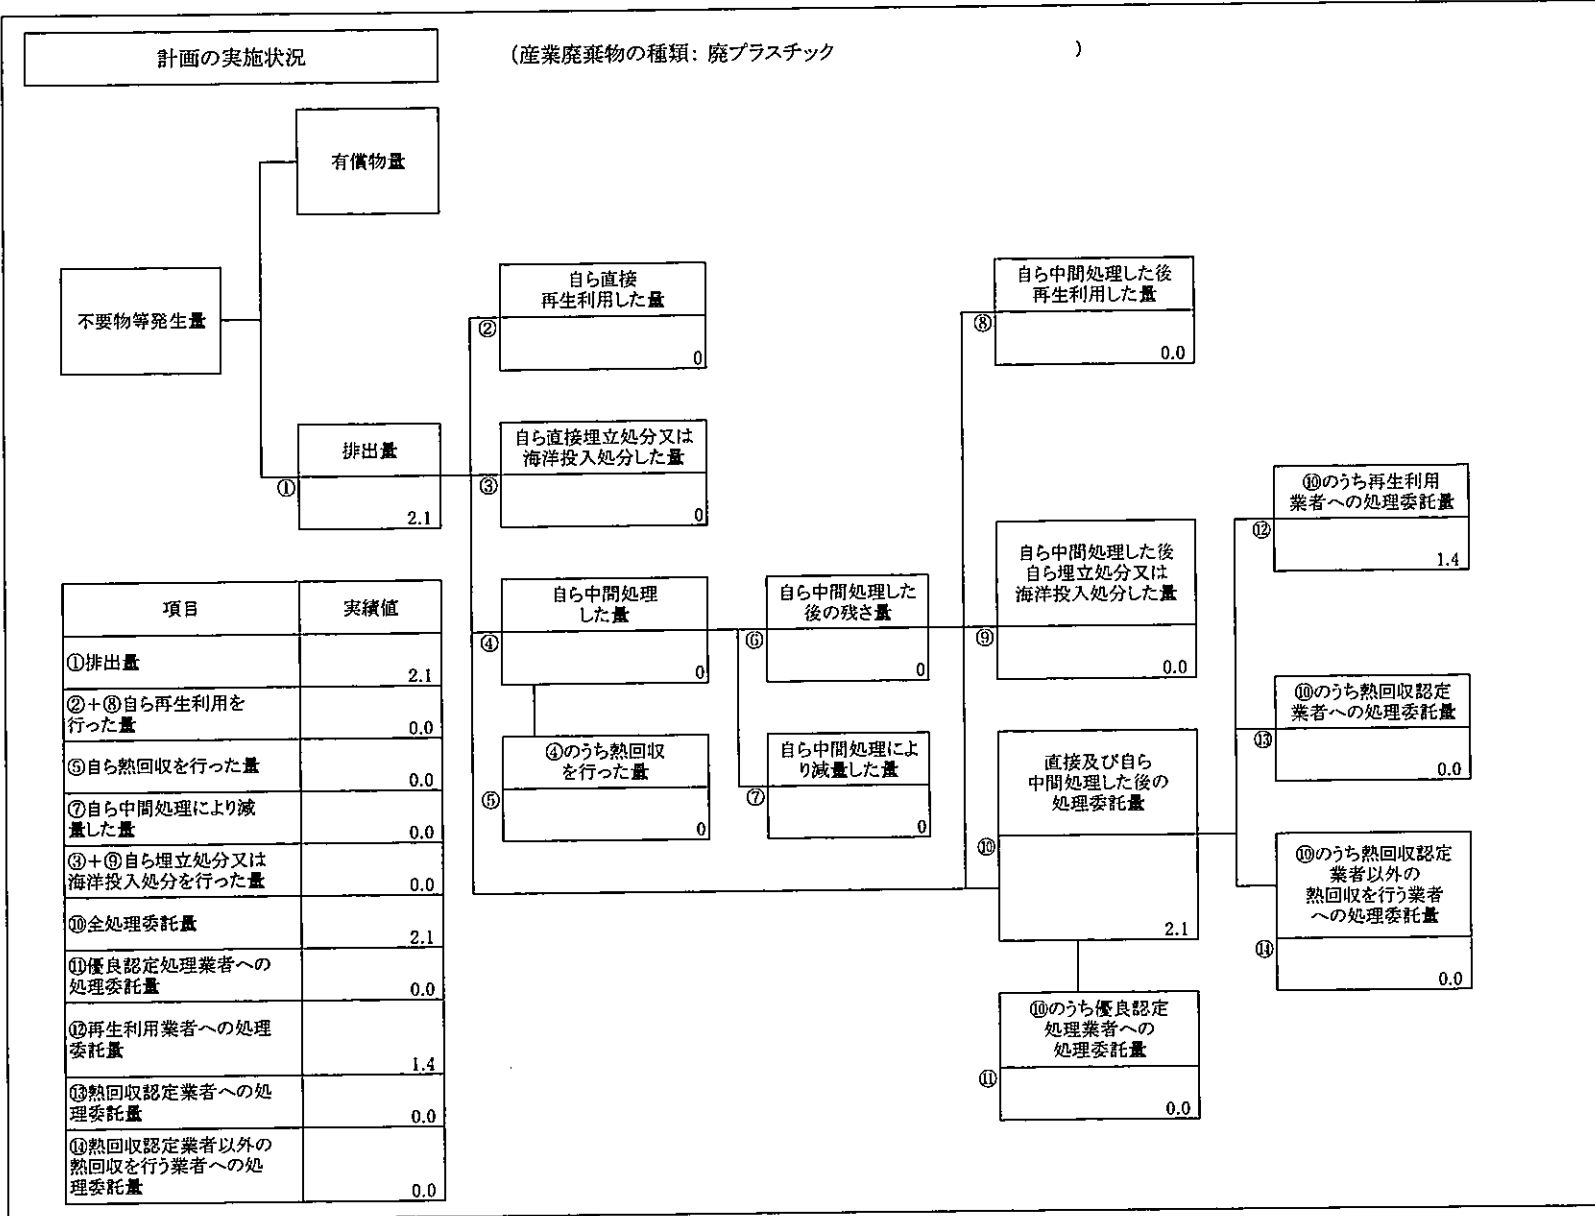 計画の実施状況
(産業廃棄物の種類: 廃プラスチック )
有償物量
不要物等発生量
排出量
①
2.1
自ら直接
再生利用した量
②
0
自ら直接埋立処分又は
海洋投入処分した量
③
0
自ら中間処理
した量
④
0
④のうち熱回収
を行った量
⑤
0
自ら中間処理した
後の残さ量
⑥
0
自ら中間処理によ
り減量した量
⑦
0
自ら中間処理した後
再生利用した量
⑧
0.0
自ら中間処理した後
自ら埋立処分又は
海洋投入処分した量
⑨
0.0
直接及び自ら
中間処理した後の
処理委託量
⑩
2.1
⑩のうち優良認定
処理業者への
処理委託量
⑪
0.0
⑩のうち再生利用
業者への処理委託量
⑫
1.4
⑩のうち熱回収認定
業者への処理委託量
⑬
0.0
⑩のうち熱回収認定
業者以外の
熱回収を行う業者
への処理委託量
⑭
0.0
項目 実績値
①排出量 2.1
②+⑧自ら再生利用を
行った量 0.0
⑤自ら熱回収を行った量 0.0
⑦自ら中間処理により減
量した量 0.0
③+⑨自ら埋立処分又は
海洋投入処分を行った量 0.0
⑩全処理委託量 2.1
⑪優良認定処理業者への
処理委託量 0.0
⑫再生利用業者への処理
委託量 1.4
⑬熱回収認定業者への処
理委託量 0.0
⑭熱回収認定業者以外の
熱回収を行う業者への処
理委託量 0.0